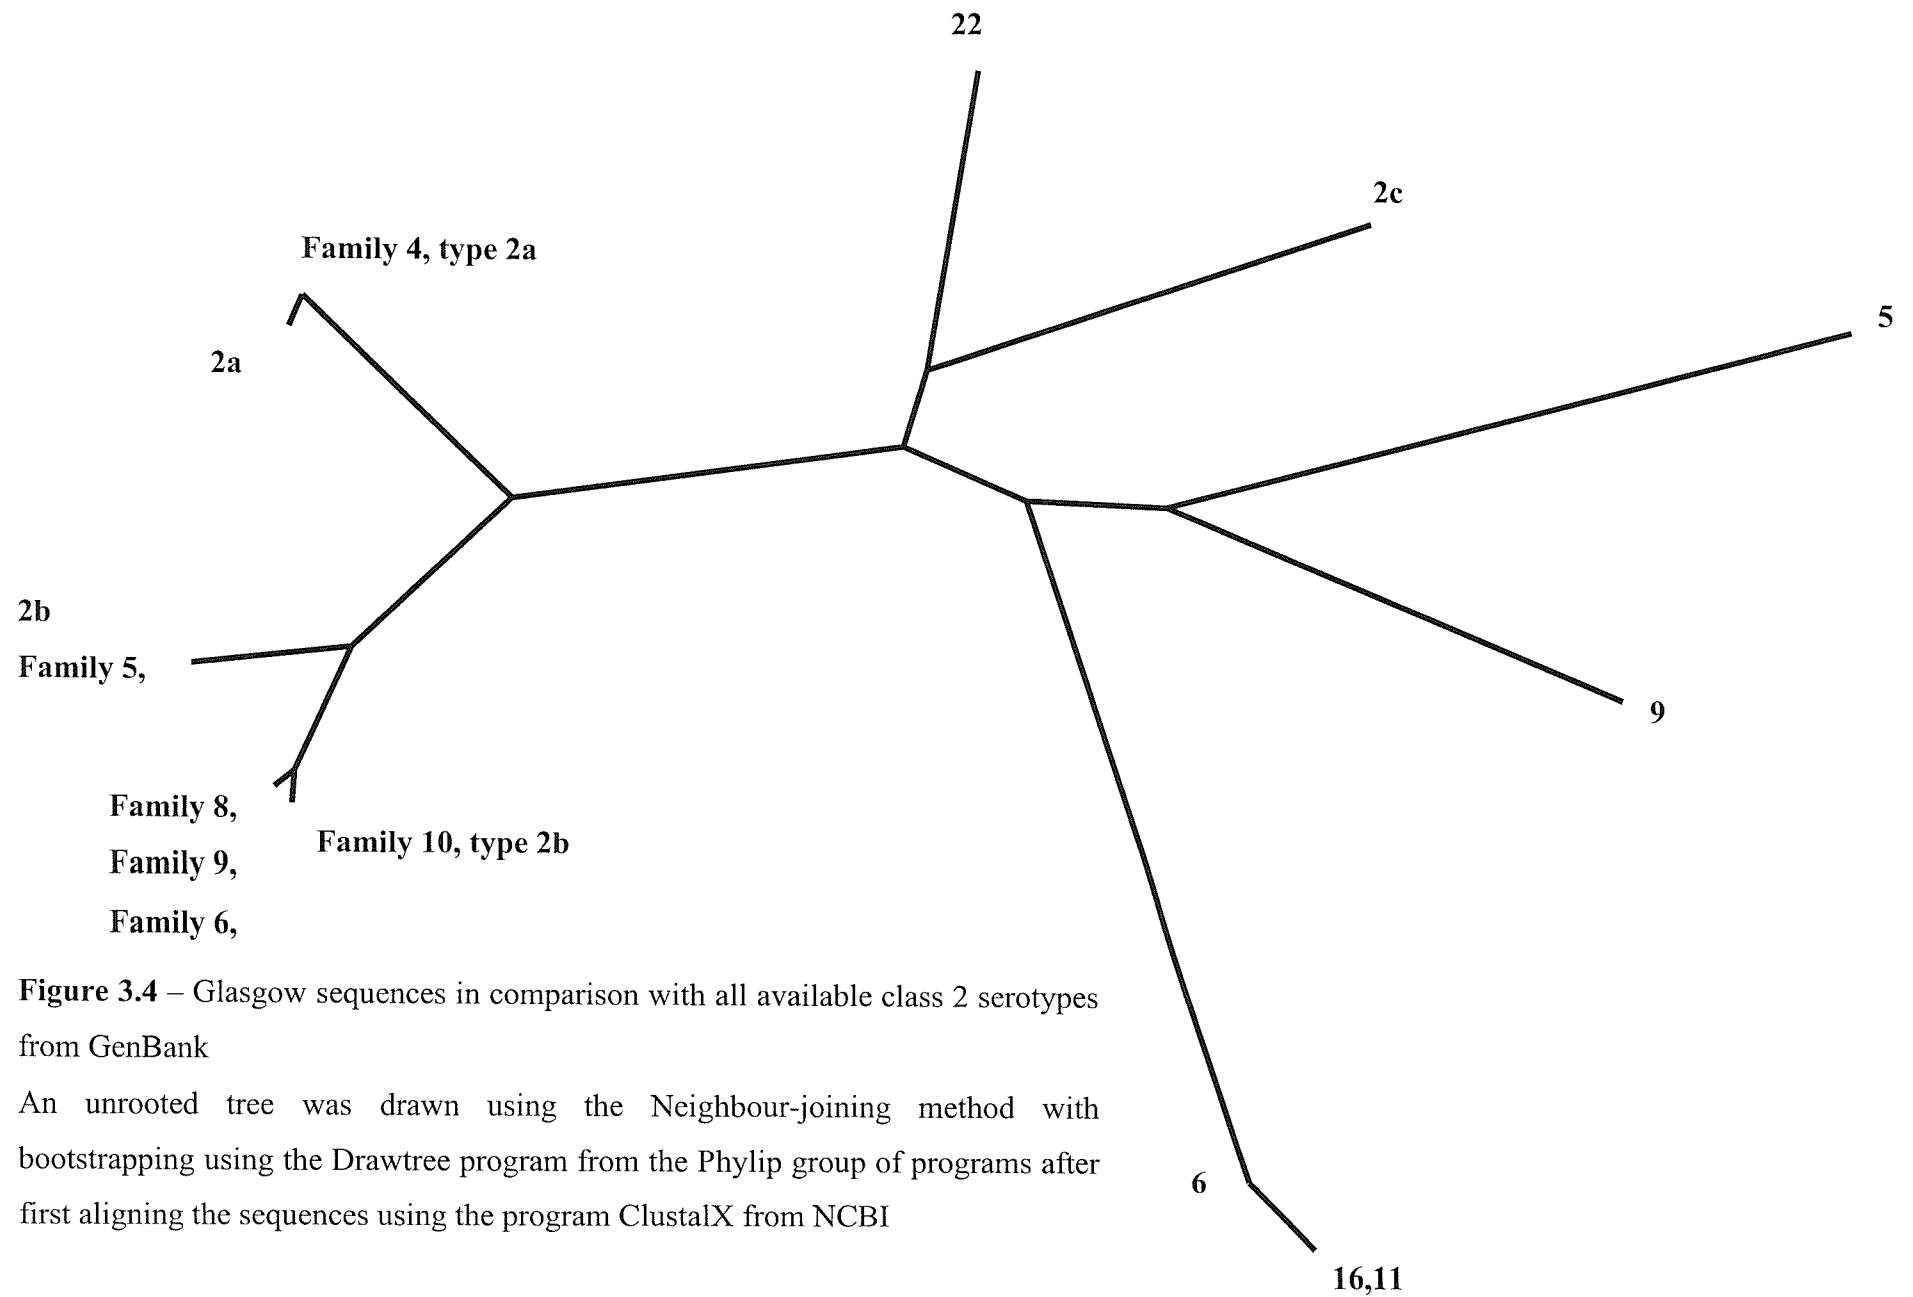 22
2c
Family 4, type 2a
5
2a
2b
Family 5,
9
Family 8,
Family 10, type 2b
Family 9,
Family 6,
Figure 3.4 – Glasgow sequences in comparison with all available class 2 serotypes
from GenBank
An unrooted tree was drawn using the Neighbour-joining method with
bootstrapping using the Drawtree program from the Phylip group of programs after
first aligning the sequences using the program ClustalX from NCBI
6
16,11